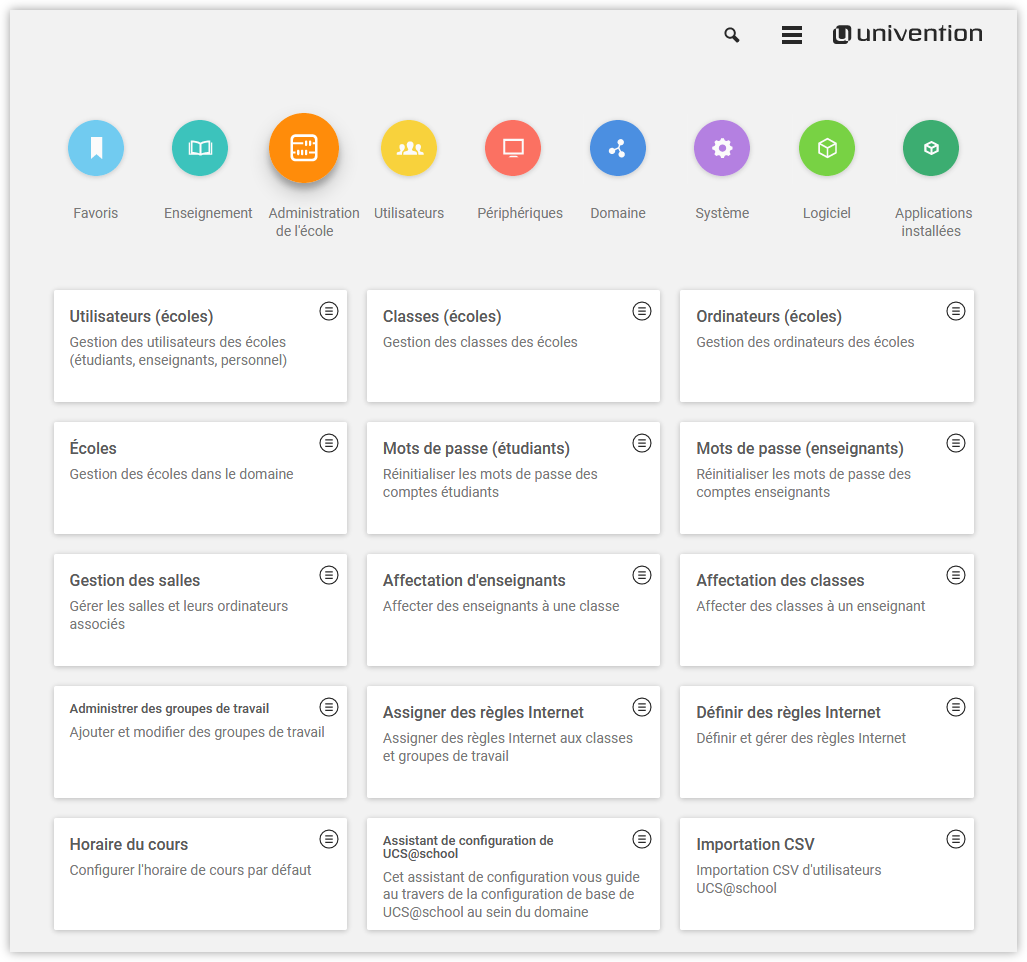 univention
Favoris
Enseignement
Administration
de l'école
Utilisateurs
Périphériques
Domaine
Système
Logiciel
Applications
installées
Utilisateurs (écoles)
Gestion des utilisateurs des écoles
(étudiants, enseignants, personnel)
Classes (écoles)
Gestion des classes des écoles
Ordinateurs (écoles)
Gestion des ordinateurs des écoles
Écoles
Gestion des écoles dans le domaine
Mots de passe (étudiants)
Réinitialiser les mots de passe des
comptes étudiants
Mots de passe (enseignants)
Réinitialiser les mots de passe des
comptes enseignants
Gestion des salles
Gérer les salles et leurs ordinateurs
associés
Affectation d'enseignants
Affecter des enseignants à une classe
Affectation des classes
Affecter des classes à un enseignant
Administrer des groupes de travail
Ajouter et modifier des groupes de travail
Assigner des règles Internet
Assigner des règles Internet aux classes
et groupes de travail
Définir des règles Internet
Définir et gérer des règles Internet
Horaire du cours
Configurer l'horaire de cours par défaut
Assistant de configuration de
UCS@school
Cet assistant de configuration vous guide
au travers de la configuration de base de
UCS@school au sein du domaine
Importation CSV
Importation CSV d'utilisateurs
UCS@school